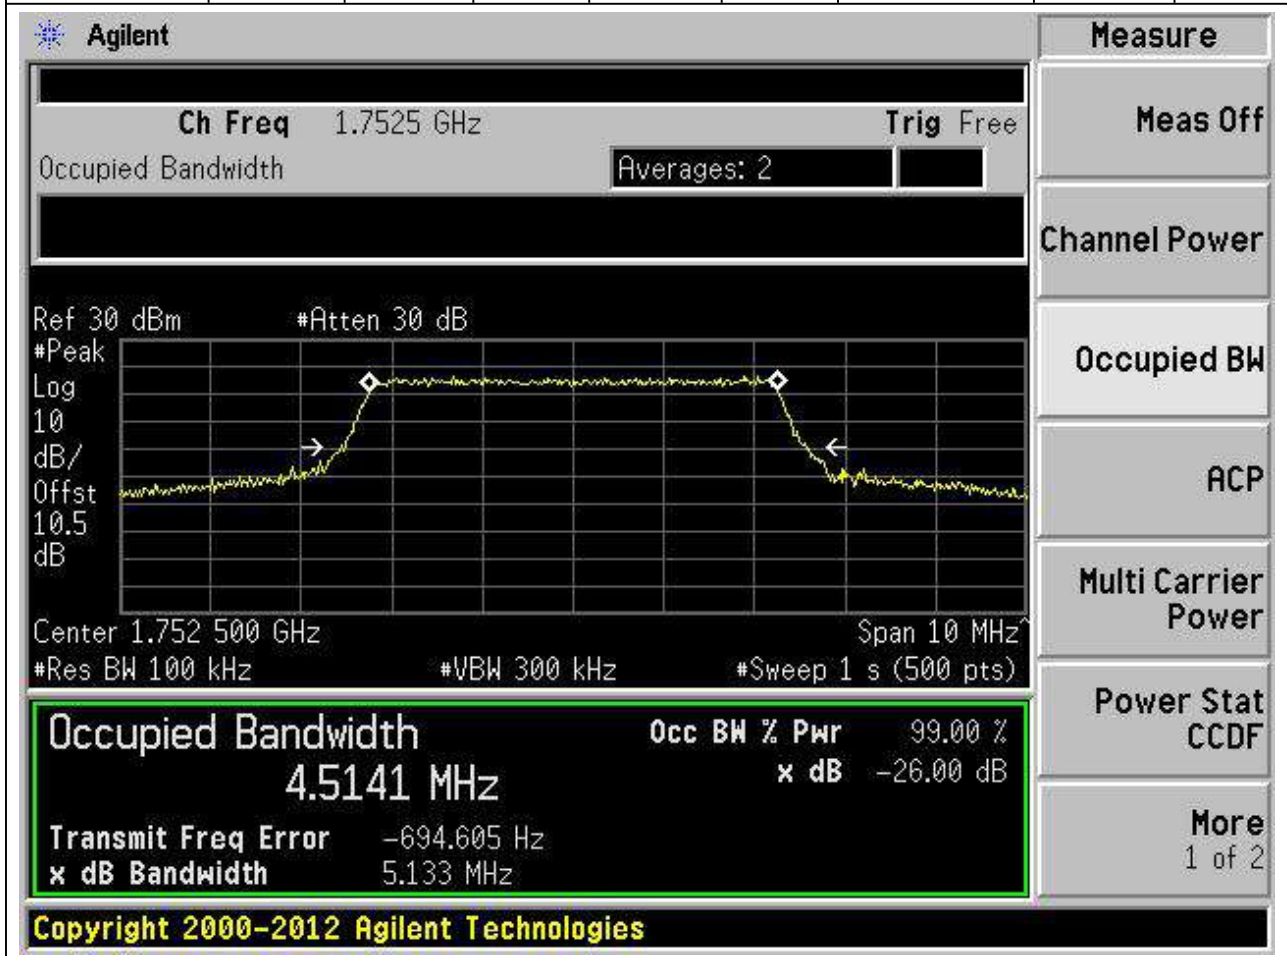 Agilent
Measure
Ch Freq 1.7525 GHz Trig Free
Meas Off
Occupied Bandwidth Averages: 2
Channel Power
Ref 30 dBm #Atten 30 dB
#Peak
Log
10
dB/
Offst
10.5
dB
Occupied BW
ACP
Center 1.752 500 GHz Span 10 MHz^
#Res BW 100 kHz #VBW 300 kHz #Sweep 1 s (500 pts)
Multi Carrier
Power
Occupied Bandwidth Occ BW % Pwr 99.00 %
4.5141 MHz x dB -26.00 dB
Power Stat
CCDF
Transmit Freq Error -694.605 Hz
x dB Bandwidth 5.133 MHz
More
1 of 2
Copyright 2000-2012 Agilent Technologies